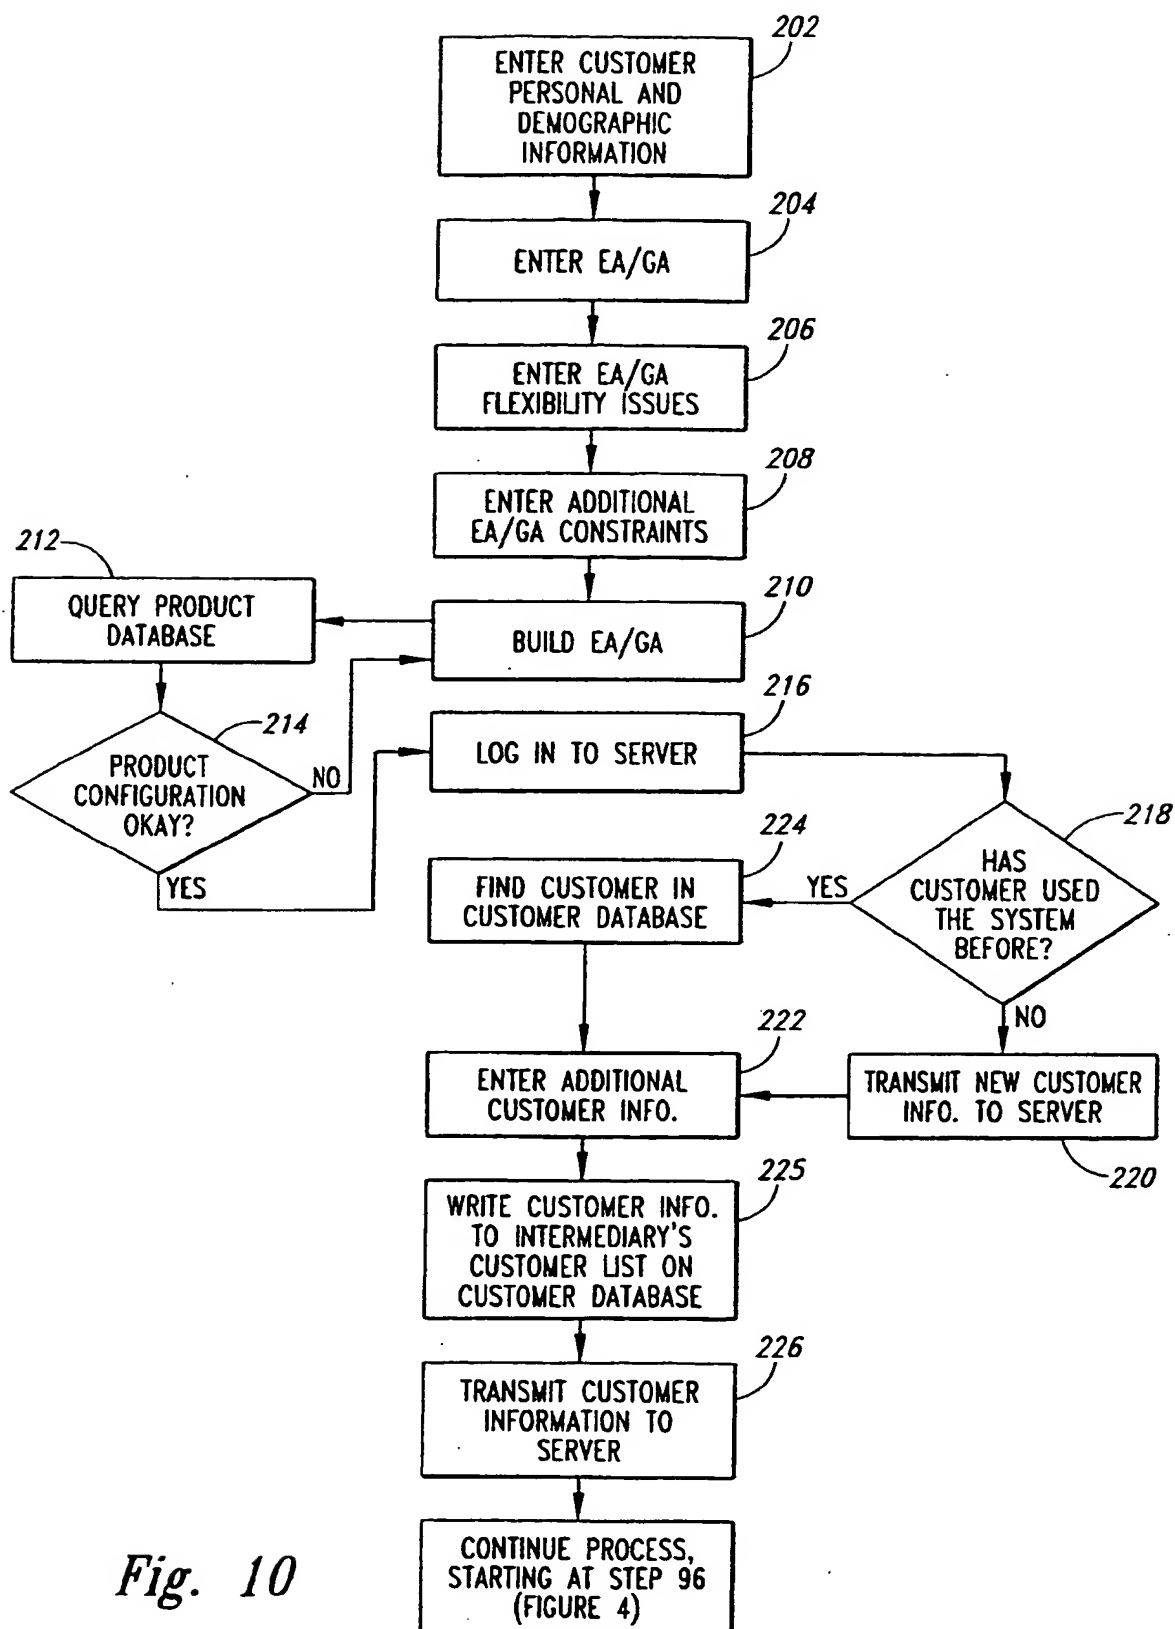 202
ENTER CUSTOMER
PERSONAL AND
DEMOGRAPHIC
INFORMATION
204
ENTER EA/GA
206
ENTER EA/GA
FLEXIBILITY ISSUES
208
ENTER ADDITIONAL
EA/GA CONSTRAINTS
212
QUERY PRODUCT
DATABASE
210
BUILD EA/GA
214
PRODUCT
CONFIGURATION
OKAY?
NO
YES
216
LOG IN TO SERVER
218
HAS
CUSTOMER USED
THE SYSTEM
BEFORE?
YES
NO
224
FIND CUSTOMER IN
CUSTOMER DATABASE
222
ENTER ADDITIONAL
CUSTOMER INFO.
TRANSMIT NEW CUSTOMER
INFO. TO SERVER
220
225
WRITE CUSTOMER INFO.
TO INTERMEDIARY'S
CUSTOMER LIST ON
CUSTOMER DATABASE
226
TRANSMIT CUSTOMER
INFORMATION TO
SERVER
CONTINUE PROCESS,
STARTING AT STEP 96
(FIGURE 4)
Fig. 10